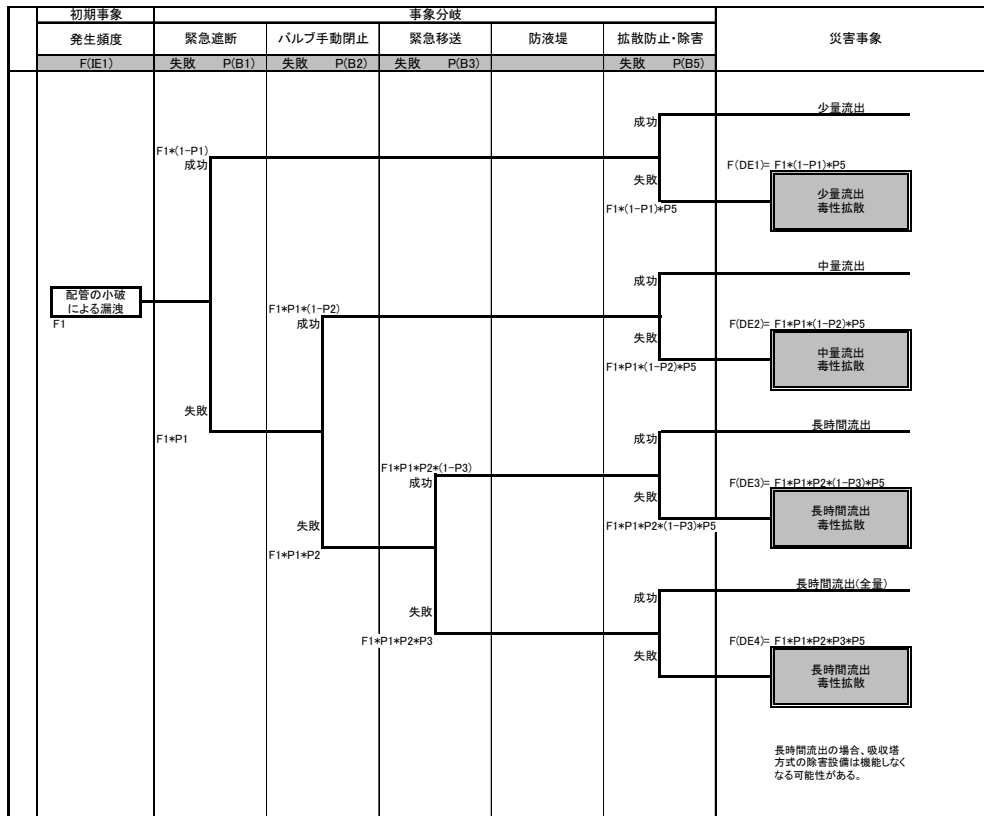 初期事象 事象分岐
発生頻度 緊急遮断 バルブ手動閉止 緊急移送 防液堤 拡散防止・除害 災害事象
F(IE1) 失敗 P(B1) 失敗 P(B2) 失敗 P(B3) 失敗 P(B5)
少量流出
成功
F1*(1-P1)
成功
F(DE1)= F1*(1-P1)*P5
失敗
少量流出
毒性拡散
F1*(1-P1)*P5
中量流出
成功
配管の小破
による漏洩
F1
F1*P1*(1-P2)
成功
F(DE2)= F1*P1*(1-P2)*P5
失敗
中量流出
毒性拡散
F1*P1*(1-P2)*P5
失敗
F1*P1
長時間流出
成功
F1*P1*P2*(1-P3)
成功
F(DE3)= F1*P1*P2*(1-P3)*P5
失敗
長時間流出
毒性拡散
F1*P1*P2*(1-P3)*P5
失敗
F1*P1*P2
長時間流出(全量)
成功
失敗
F1*P1*P2*P3
F(DE4)= F1*P1*P2*P3*P5
失敗
長時間流出
毒性拡散
長時間流出の場合、吸収塔
方式の除害設備は機能しなく
なる可能性がある。